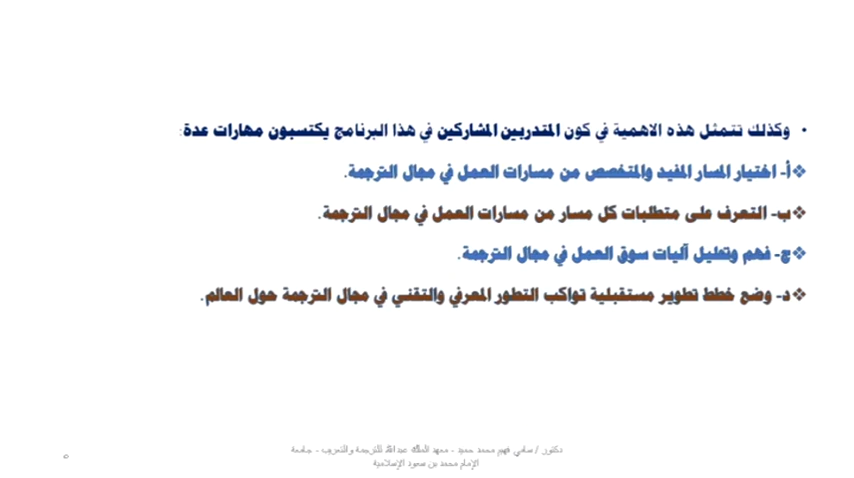 • وكذلك تتمثل هذه الاهمية في كون المتدربين المشاركين في هذا البرنامج يكتسبون مهارات عدة:
❖أ- اختيار المسار المفيد والمتخصص من مسارات العمل في مجال الترجمة.
❖ب- التعرف على متطلبات كل مسار من مسارات العمل في مجال الترجمة.
❖ج- فهم وتحليل آليات سوق العمل في مجال الترجمة.
❖د- وضع خطط تطوير مستقبلية تواكب التطور المعرفي والتقني في مجال الترجمة حول العالم.
دكتور / سامي فهيم محمد حميد - معهد الملك عبدالله للترجمة والتعريب - جامعة
الإمام محمد بن سعود الإسلامية
٥